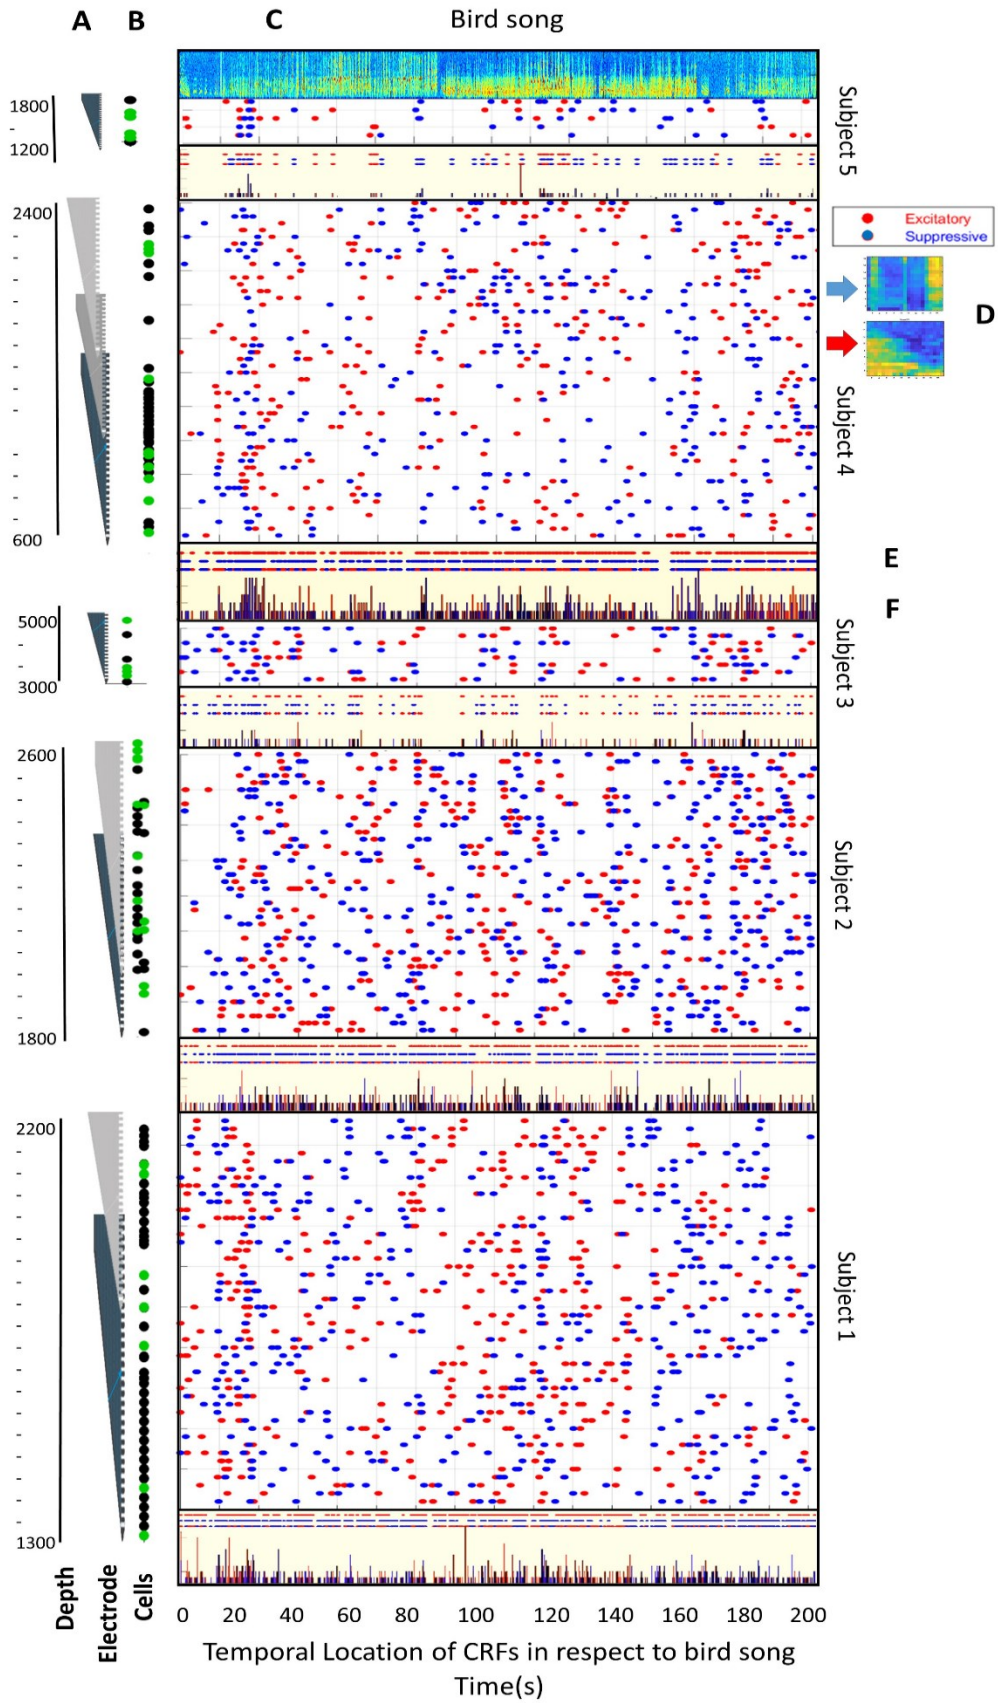 A B C Bird song
1800
-
1200
Subject 5
2400
600
Excitatory
Suppressive
D
Subject 4
E
F
5000
3000
Subject 3
2600
1800
Subject 2
2200
1300
Subject 1
Depth
Electrode
Cells
0 20 40 60 80 100 120 140 160 180 200
Temporal Location of CRFs in respect to bird song
Time(s)